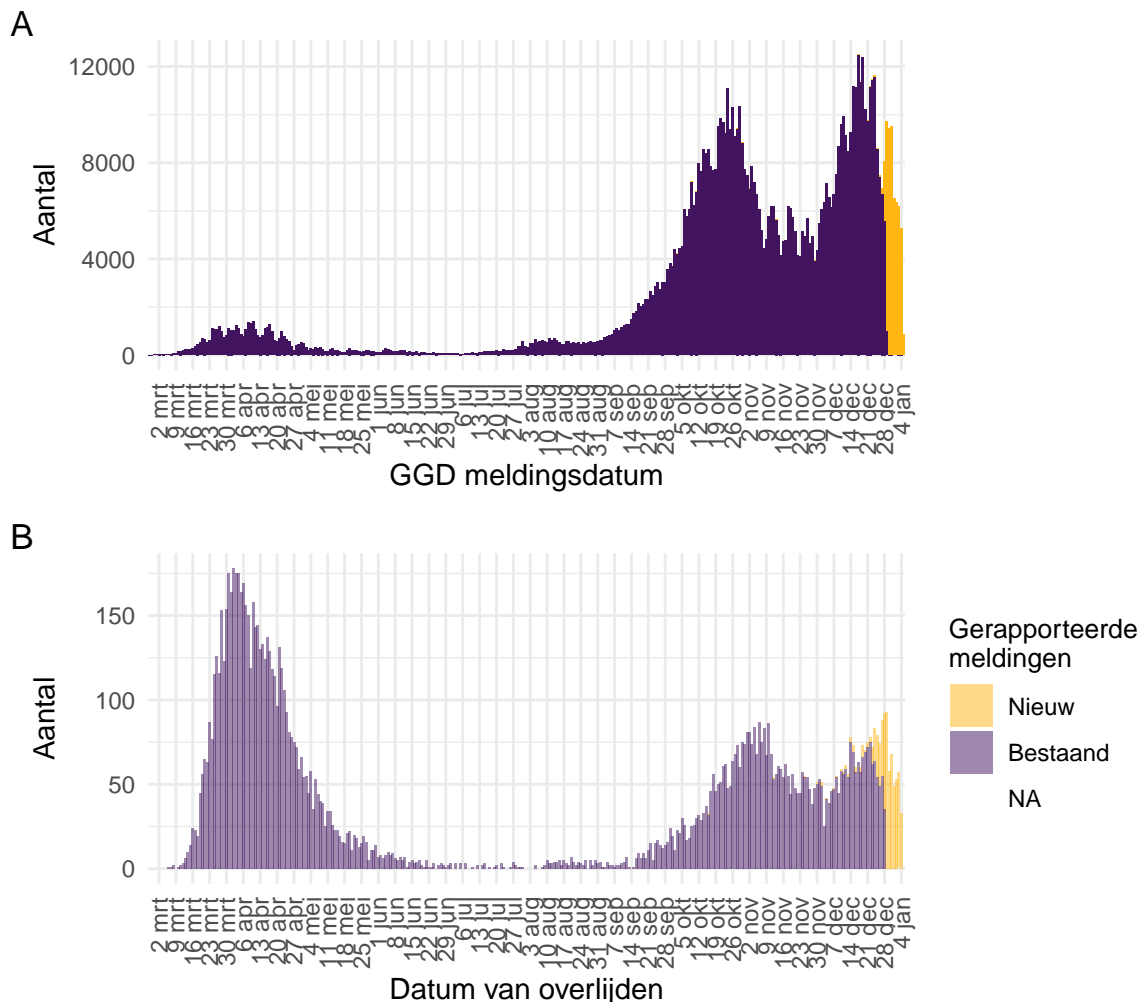 A
12000
8000
4000
0
Aantal
2 mrt
9 mrt
16 mrt
23 mrt
30 mrt
6 apr
13 apr
20 apr
27 apr
4 mei
11 mei
18 mei
25 mei
1 jun
8 jun
15 jun
22 jun
29 jun
6 jul
13 jul
20 jul
27 jul
3 aug
10 aug
17 aug
24 aug
31 aug
7 sep
14 sep
21 sep
28 sep
5 okt
12 okt
19 okt
26 okt
2 nov
9 nov
16 nov
23 nov
30 nov
7 dec
14 dec
21 dec
28 dec
4 jan
GGD meldingsdatum
B
150
100
50
0
Aantal
2 mrt
9 mrt
16 mrt
23 mrt
30 mrt
6 apr
13 apr
20 apr
27 apr
4 mei
11 mei
18 mei
25 mei
1 jun
8 jun
15 jun
22 jun
29 jun
6 jul
13 jul
20 jul
27 jul
3 aug
10 aug
17 aug
24 aug
31 aug
7 sep
14 sep
21 sep
28 sep
5 okt
12 okt
19 okt
26 okt
2 nov
9 nov
16 nov
23 nov
30 nov
7 dec
14 dec
21 dec
28 dec
4 jan
Datum van overlijden
Gerapporteerde
meldingen
Nieuw
Bestaand
NA